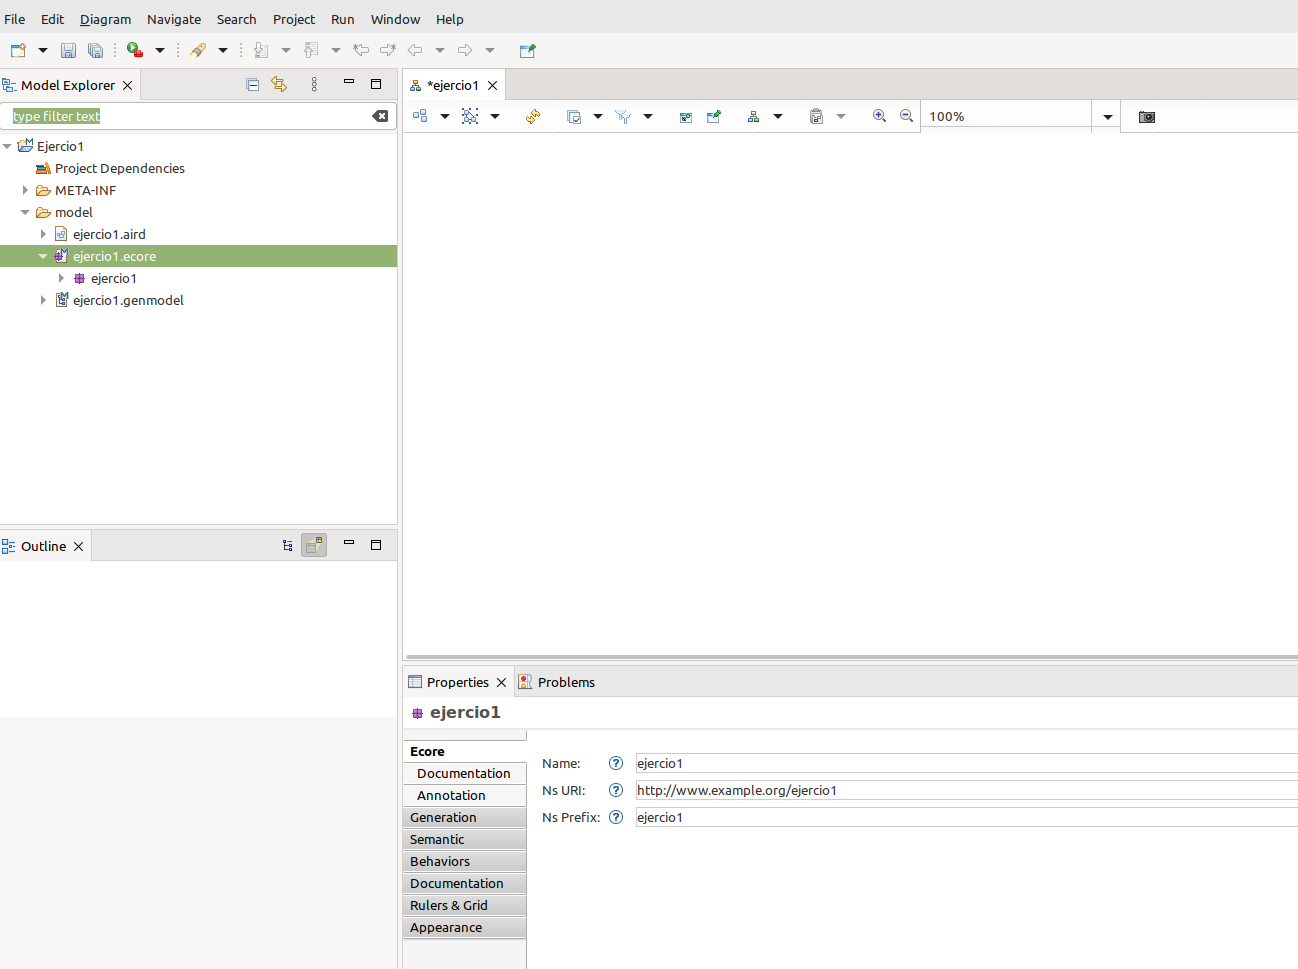 File Edit Diagram Navigate Search Project Run Window Help
Model Explorer
type filter text
Ejercio1
Project Dependencies
META-INF
model
ejercio1.aird
ejercio1.ecore
ejercio1
ejercio1.genmodel
Outline
*ejercio1
100%
Properties Problems
ejercio1
Ecore
Documentation
Annotation
Generation
Semantic
Behaviors
Documentation
Rulers & Grid
Appearance
Name: ejercio1
Ns URI: http://www.example.org/ejercio1
Ns Prefix: ejercio1